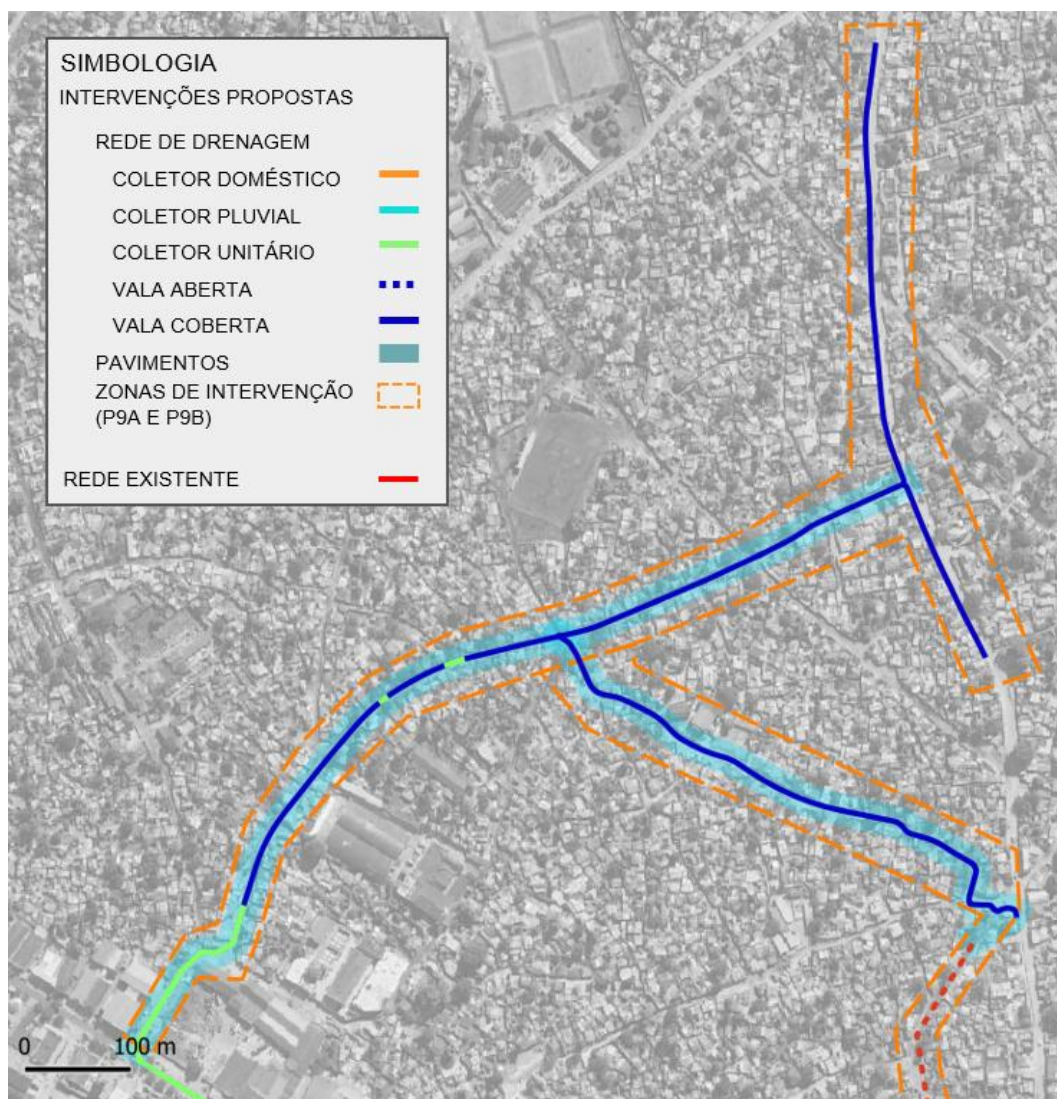 SIMBOLOGIA
INTERVENÇÕES PROPOSTAS
REDE DE DRENAGEM
COLETOR DOMÉSTICO
COLETOR PLUVIAL
COLETOR UNITÁRIO
VALA ABERTA
VALA COBERTA
PAVIMENTOS
ZONAS DE INTERVENÇÃO
(P9A E P9B)
REDE EXISTENTE
0 100 m